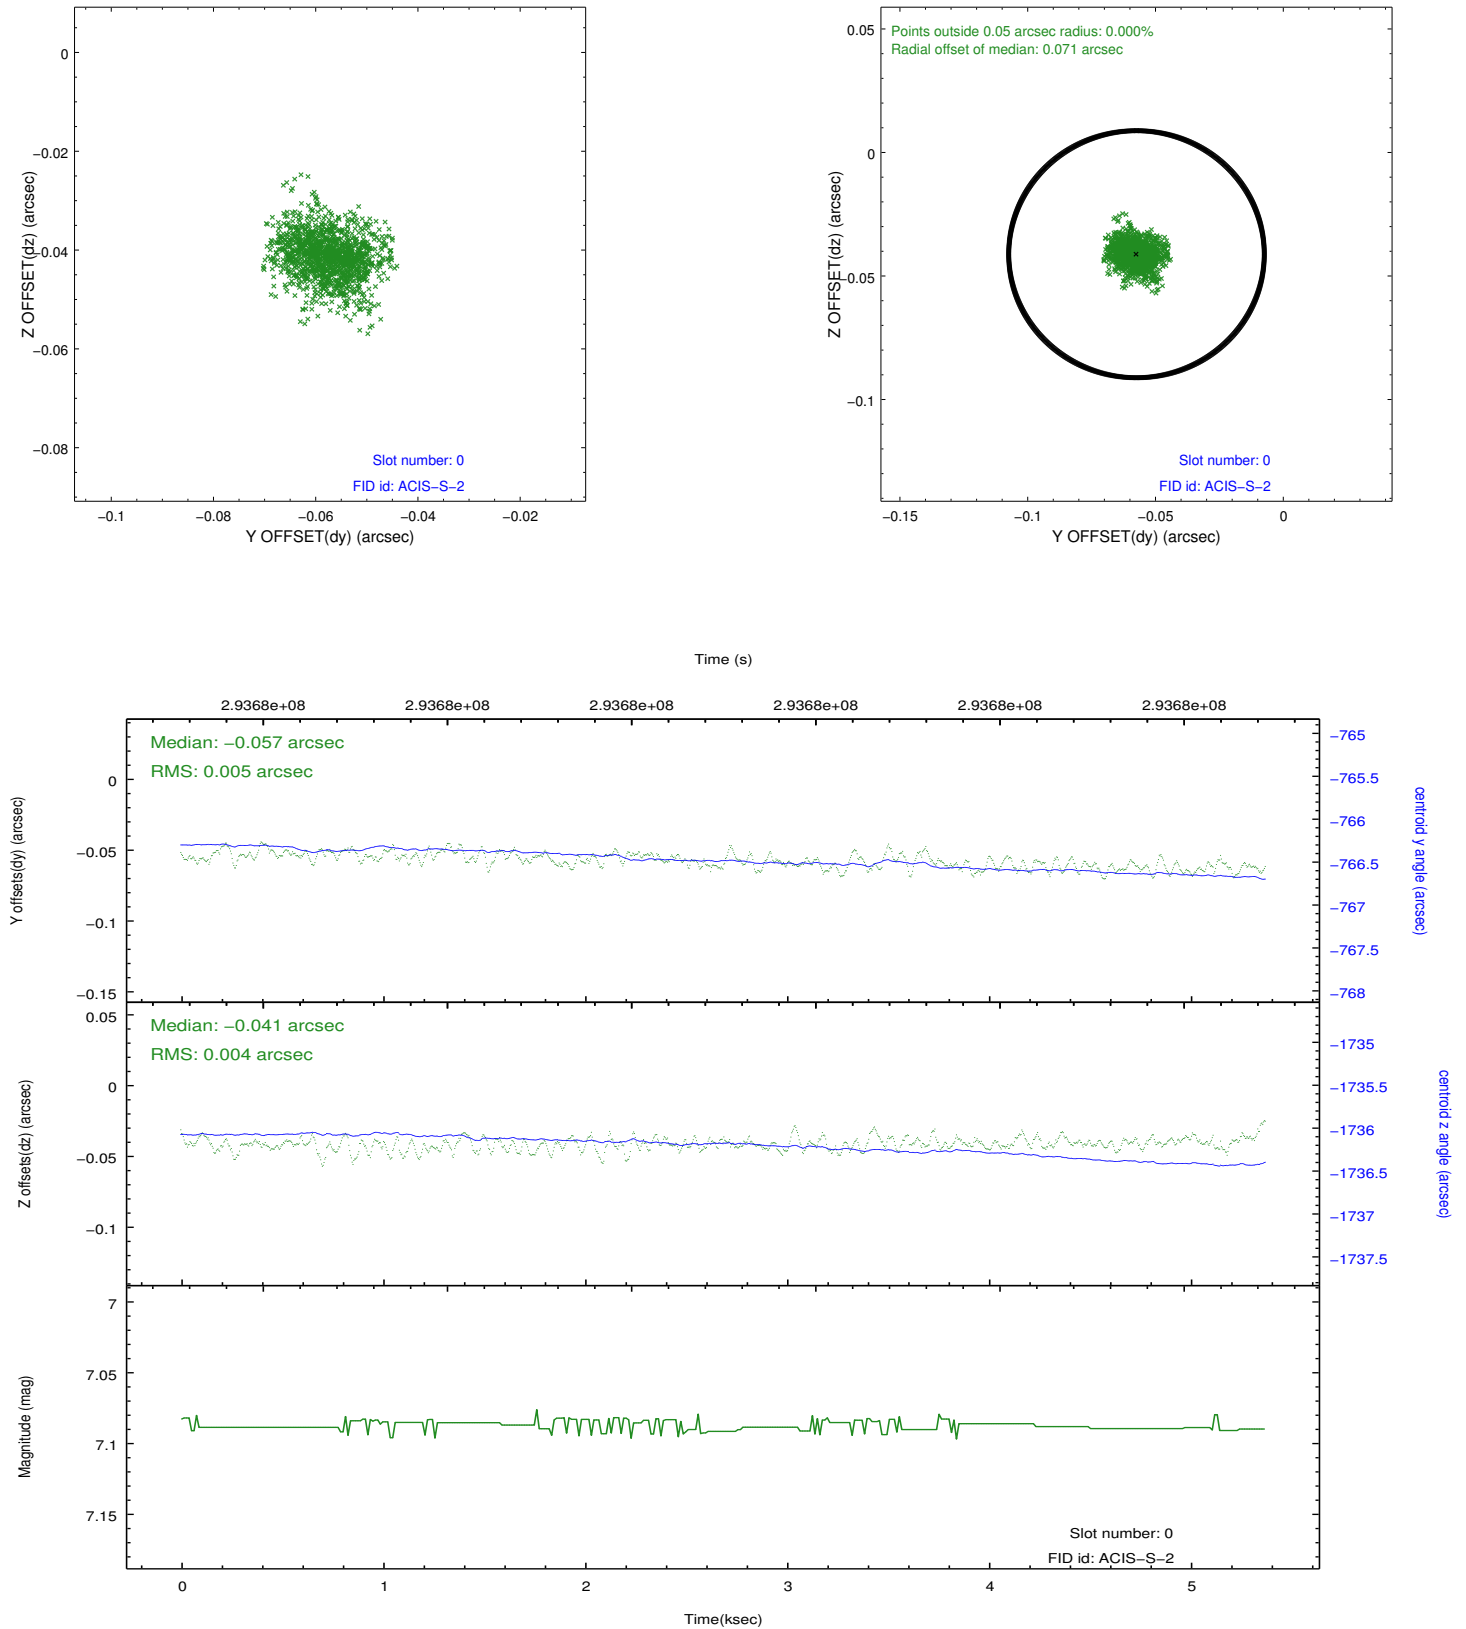 0
−0.02
−0.04
−0.06
−0.08
Z OFFSET(dz) (arcsec)
Slot number: 0
FID id: ACIS−S−2
−0.1 −0.08 −0.06 −0.04 −0.02
Y OFFSET(dy) (arcsec)
Points outside 0.05 arcsec radius: 0.000%
Radial offset of median: 0.071 arcsec
0.05
0
−0.05
−0.1
Z OFFSET(dz) (arcsec)
Slot number: 0
FID id: ACIS−S−2
−0.15 −0.1 −0.05 0
Y OFFSET(dy) (arcsec)
Time (s)
2.9368e+08 2.9368e+08 2.9368e+08 2.9368e+08 2.9368e+08 2.9368e+08
Median: −0.057 arcsec
RMS: 0.005 arcsec
0
−0.05
−0.1
−0.15
Y offsets(dy) (arcsec)
−765
−765.5
−766
−766.5
−767
−767.5
−768
centroid y angle (arcsec)
Median: −0.041 arcsec
RMS: 0.004 arcsec
0.05
0
−0.05
−0.1
Z offsets(dz) (arcsec)
−1735
−1735.5
−1736
−1736.5
−1737
−1737.5
centroid z angle (arcsec)
7
7.05
7.1
7.15
Magnitude (mag)
Slot number: 0
FID id: ACIS−S−2
0 1 2 3 4 5
Time(ksec)